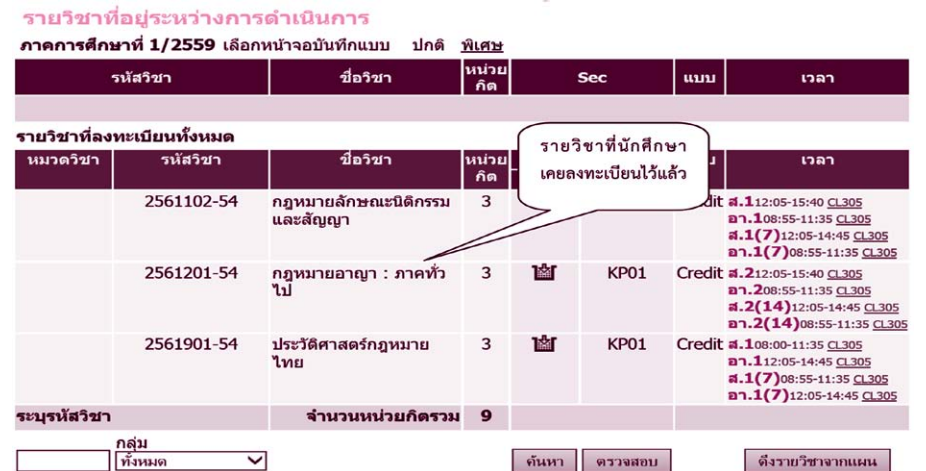 รายวิชาที่อยู่ระหว่างการดำเนินการ
ภาคการศึกษาที่ 1/2559 เลือกหน้าจอบันทึกแบบ ปกติ พิเศษ
รหัสวิชา ชื่อวิชา หน่วยกิต Sec แบบ เวลา
รายวิชาที่ลงทะเบียนทั้งหมด
รายวิชาที่นักศึกษา
เคยลงทะเบียนไว้แล้ว
หมวดวิชา รหัสวิชา ชื่อวิชา หน่วยกิต เวลา
2561102-54 กฎหมายลักษณะนิติกรรม 3 dit ส.112:05-15:40 CL305
และสัญญา อา.108:55-11:35 CL305
ส.1(7)12:05-14:45 CL305
อา.1(7)08:55-11:35 CL305
2561201-54 กฎหมายอาญา : ภาคทั่ว 3 KP01 Credit ส.212:05-15:40 CL305
ไป อา.208:55-11:35 CL305
ส.2(14)12:05-14:45 CL305
อา.2(14)08:55-11:35 CL305
2561901-54 ประวัติศาสตร์กฎหมาย 3 KP01 Credit ส.108:00-11:35 CL305
ไทย อา.112:05-14:45 CL305
ส.1(7)08:55-11:35 CL305
อา.1(7)12:05-14:45 CL305
ระบุรหัสวิชา จำนวนหน่วยกิตรวม 9
กลุ่ม
ทั้งหมด ค้นหา ตรวจสอบ ดึงรายวิชาจากแผน